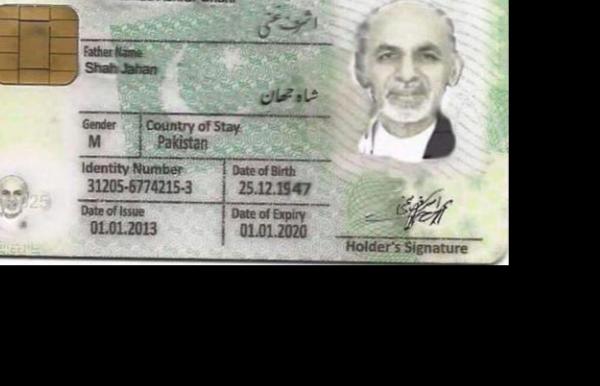 اشرف غنی
Father Name
Shah Jahan
شاہ جہان
Gender Country of Stay
M Pakistan
Identity Number Date of Birth
31205-6774215-3 25.12.1947
Date of Issue Date of Expiry
01.01.2013 01.01.2020
Holder's Signature